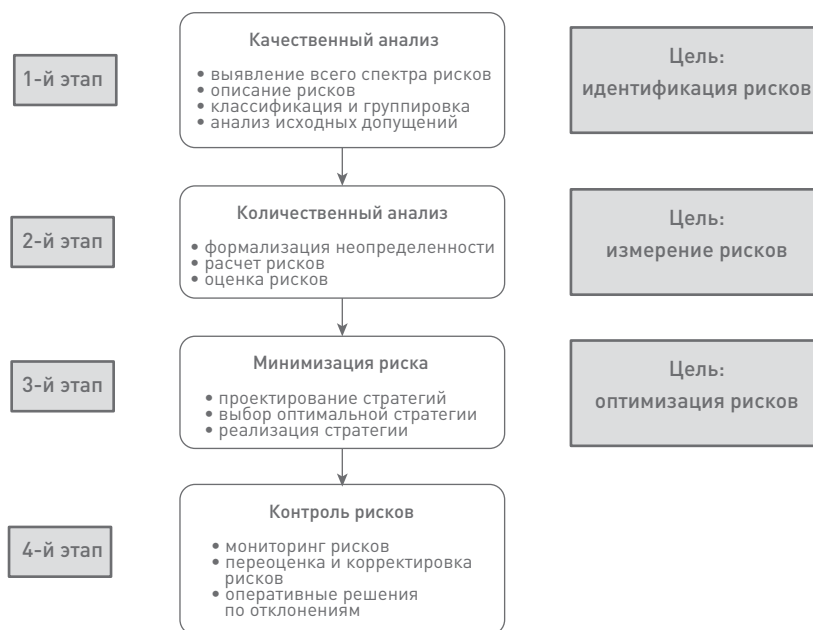 1-й этап
Качественный анализ
• выявление всего спектра рисков
• описание рисков
• классификация и группировка
• анализ исходных допущений
Цель:
идентификация рисков
2-й этап
Количественный анализ
• формализация неопределенности
• расчет рисков
• оценка рисков
Цель:
измерение рисков
3-й этап
Минимизация риска
• проектирование стратегий
• выбор оптимальной стратегии
• реализация стратегии
Цель:
оптимизация рисков
4-й этап
Контроль рисков
• мониторинг рисков
• переоценка и корректировка
рисков
• оперативные решения
по отклонениям